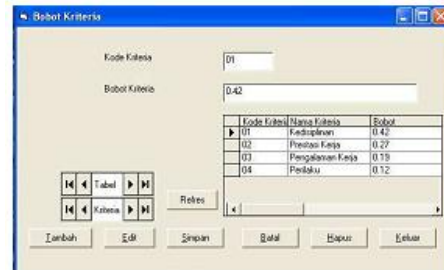 Bobot Kriteria
Kode Kriteria
01
Bobot Kriteria
0.42
Kode Kriteri Nama Kriteria Bobot
01 Kedisiplinan 0.42
02 Prestasi Kerja 0.27
03 Pengalaman Kerja 0.19
04 Perilaku 0.12
Tabel
Kriteria
Refres
Tambah Edit Simpan Batal Hapus Keluar